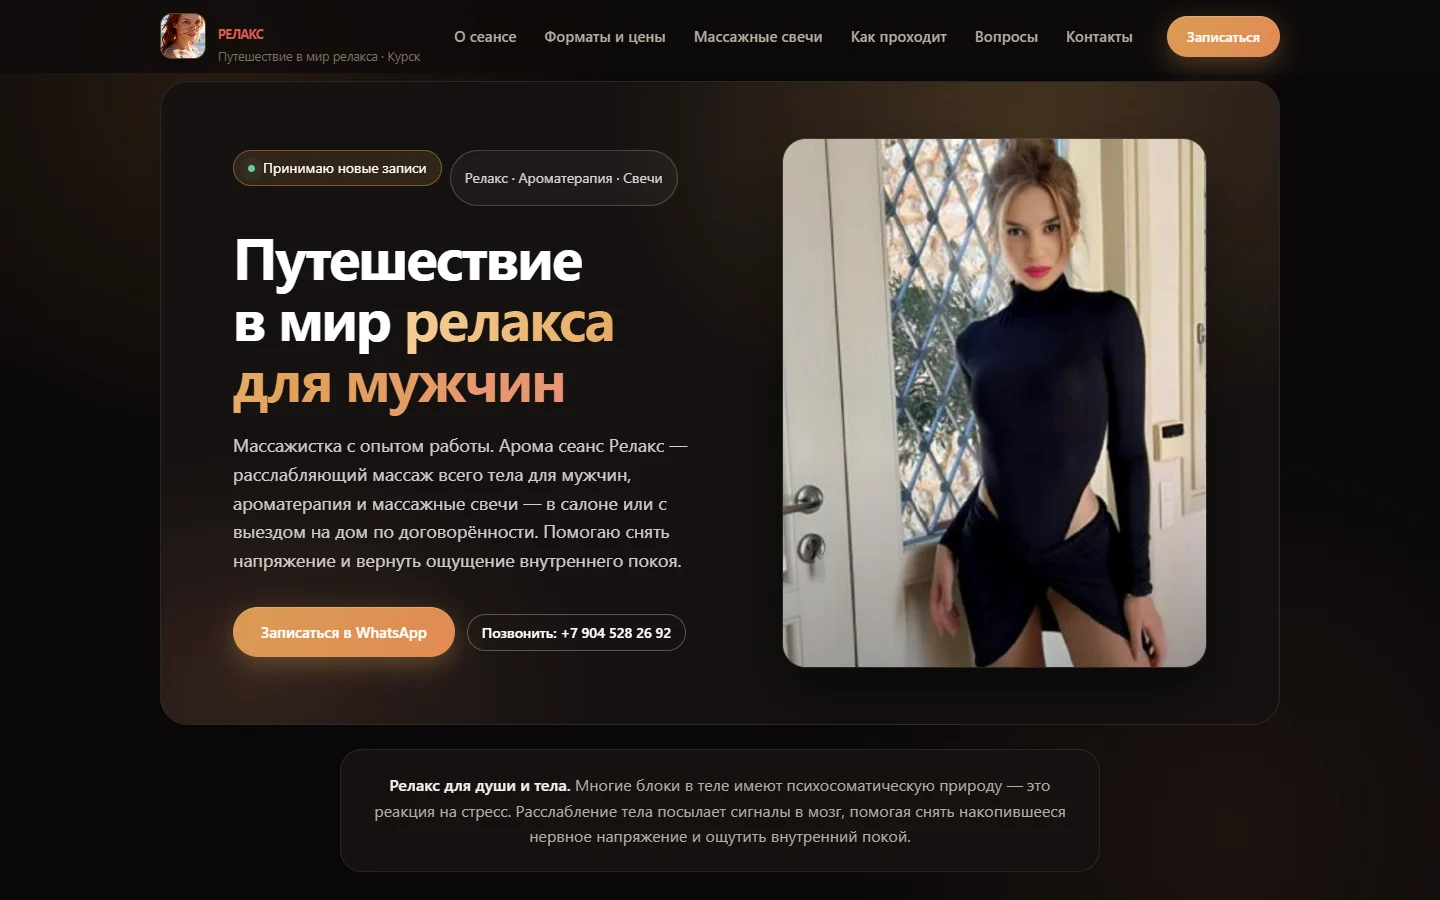 РЕЛАКС
Путешествие в мир релакса · Курск
О сеансе
Форматы и цены
Массажные свечи
Как проходит
Вопросы
Контакты
Записаться
Принимаю новые записи
Релакс · Ароматерапия · Свечи
Путешествие
в мир релакса
для мужчин
Массажистка с опытом работы. Арома сеанс Релакс —
расслабляющий массаж всего тела для мужчин,
ароматерапия и массажные свечи — в салоне или с
выездом на дом по договорённости. Помогаю снять
напряжение и вернуть ощущение внутреннего покоя.
Записаться в WhatsApp
Позвонить: +7 904 528 26 92
Релакс для души и тела. Многие блоки в теле имеют психосоматическую природу — это
реакция на стресс. Расслабление тела посылает сигналы в мозг, помогая снять накопившееся
нервное напряжение и ощутить внутренний покой.